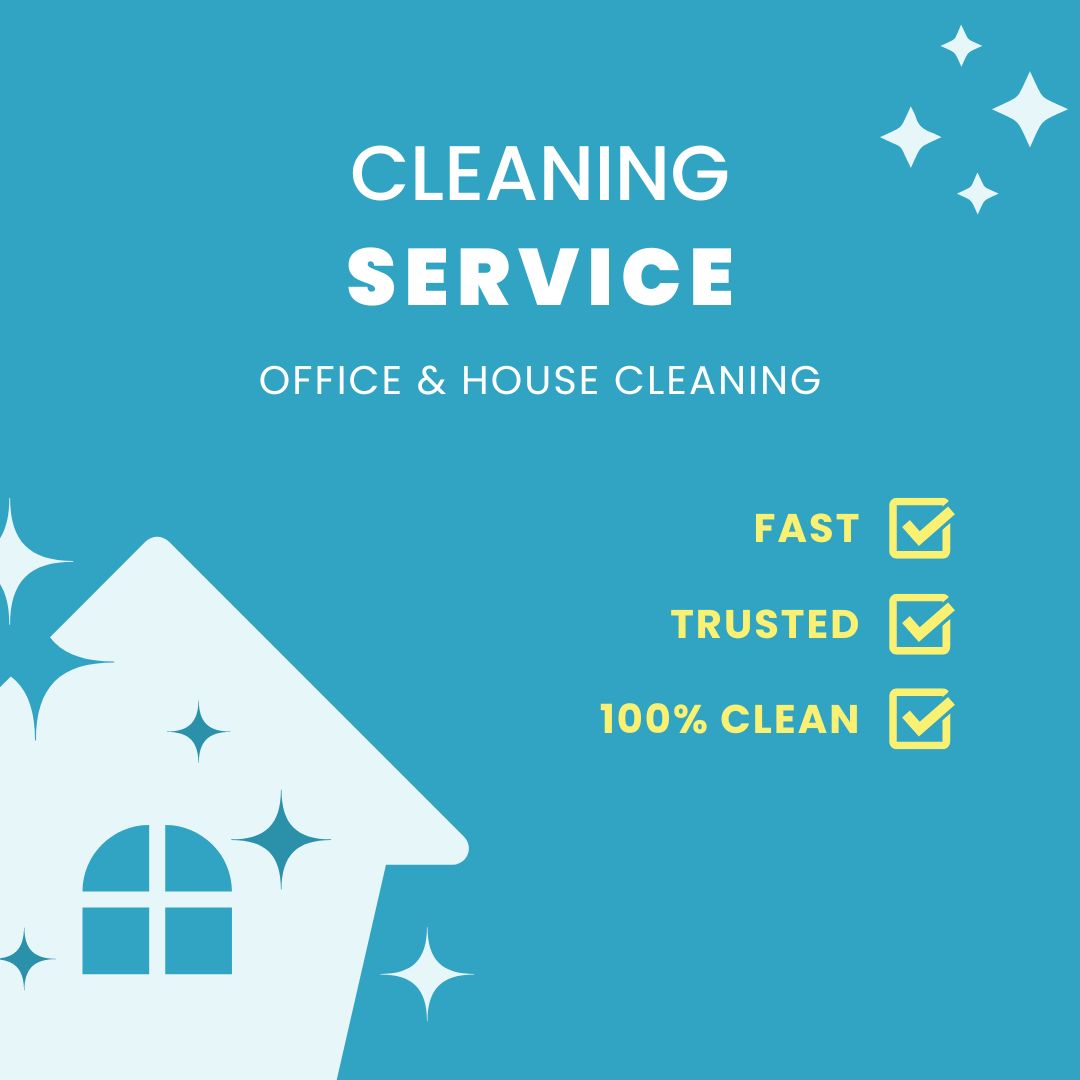 CLEANING
SERVICE
OFFICE & HOUSE CLEANING
FAST
TRUSTED
100% CLEAN